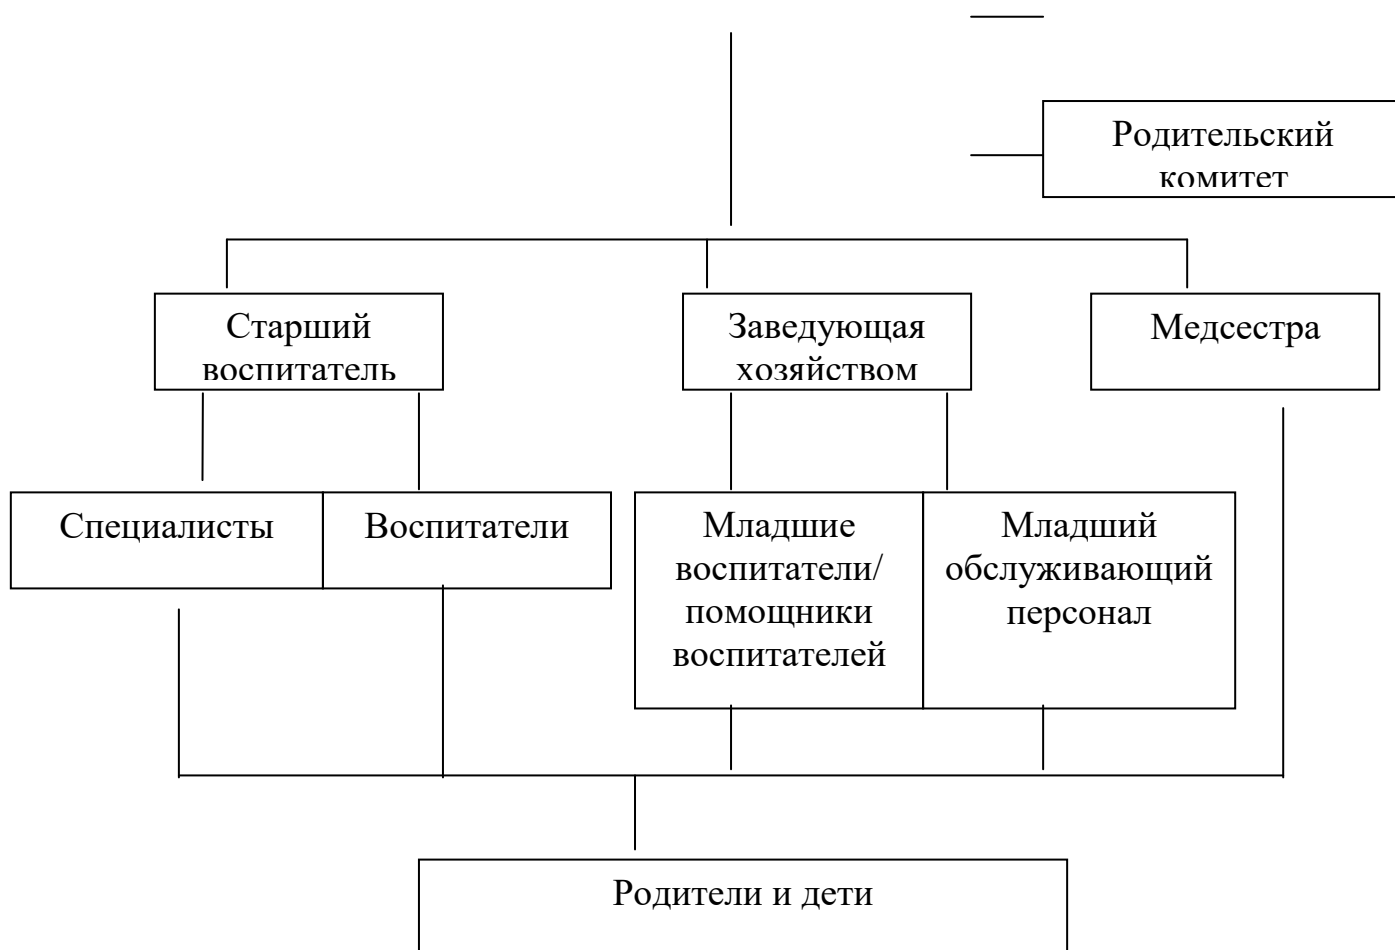 Родительский
комитет
Старший
воспитатель
Заведующая
хозяйством
Медсестра
Специалисты
Воспитатели
Младшие
воспитатели/
помощники
воспитателей
Младший
обслуживающий
персонал
Родители и дети